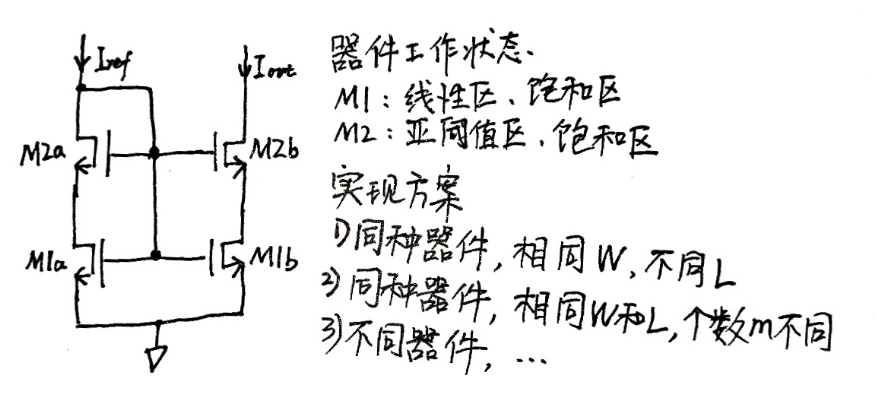 Iref
Iout
M2a
M2b
M1a
M1b
器件工作状态.
M1：线性区、饱和区
M2：亚阈值区、饱和区
实现方案
1)同种器件，相同W，不同L
2)同种器件，相同W和L，个数m不同
3)不同器件，…